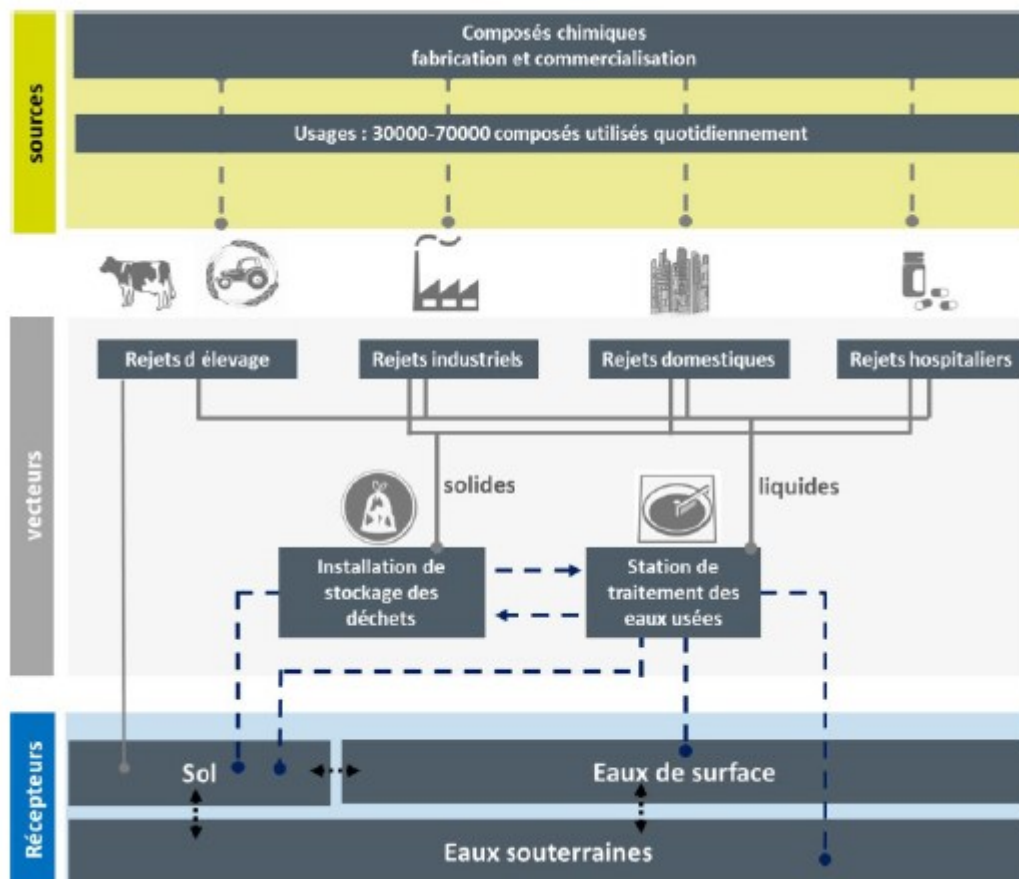 sources
Composés chimiques
fabrication et commercialisation
Usages : 30000-70000 composés utilisés quotidiennement
vecteurs
Rejets d élevage
Rejets industriels
Rejets domestiques
Rejets hospitaliers
solides
liquides
Installation de
stockage des
déchets
Station de
traitement des
eaux usées
Récepteurs
Sol
Eaux de surface
Eaux souterraines